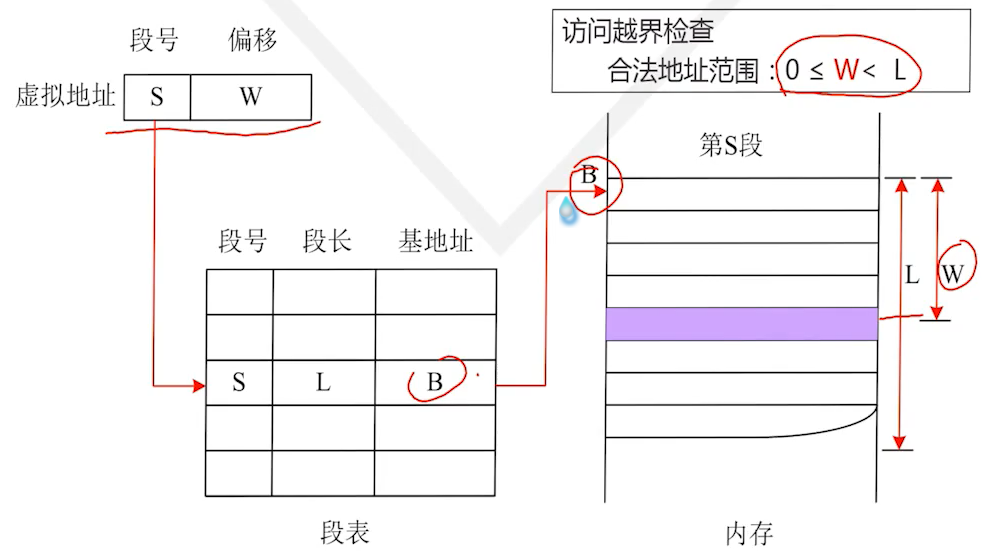 访问越界检查
合法地址范围：0 ≤ W< L
段号 偏移
虚拟地址 S W
第S段
B
段号 段长 基地址
L W
S L B
段表
内存